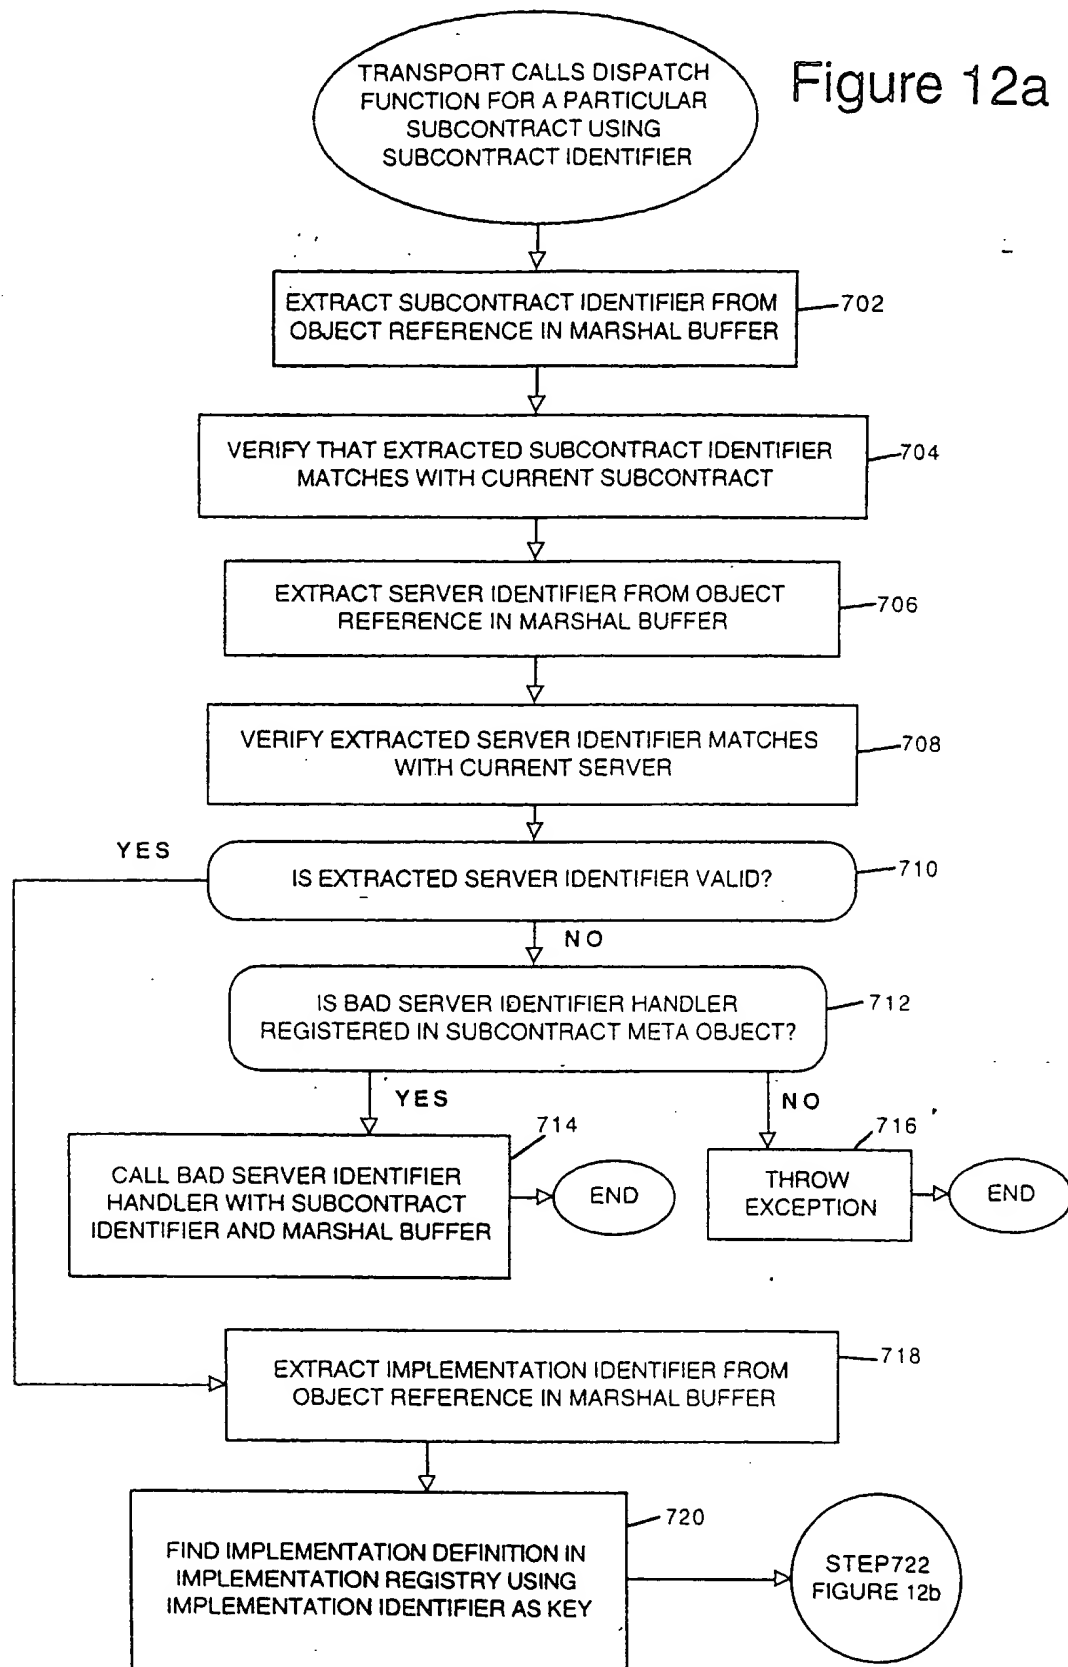 Figure 12a
TRANSPORT CALLS DISPATCH
FUNCTION FOR A PARTICULAR
SUBCONTRACT USING
SUBCONTRACT IDENTIFIER
EXTRACT SUBCONTRACT IDENTIFIER FROM
OBJECT REFERENCE IN MARSHAL BUFFER
702
VERIFY THAT EXTRACTED SUBCONTRACT IDENTIFIER
MATCHES WITH CURRENT SUBCONTRACT
704
EXTRACT SERVER IDENTIFIER FROM OBJECT
REFERENCE IN MARSHAL BUFFER
706
VERIFY EXTRACTED SERVER IDENTIFIER MATCHES
WITH CURRENT SERVER
708
YES
IS EXTRACTED SERVER IDENTIFIER VALID?
710
NO
IS BAD SERVER IDENTIFIER HANDLER
REGISTERED IN SUBCONTRACT META OBJECT?
712
YES
NO
714
CALL BAD SERVER IDENTIFIER
HANDLER WITH SUBCONTRACT
IDENTIFIER AND MARSHAL BUFFER
END
716
THROW
EXCEPTION
END
EXTRACT IMPLEMENTATION IDENTIFIER FROM
OBJECT REFERENCE IN MARSHAL BUFFER
718
FIND IMPLEMENTATION DEFINITION IN
IMPLEMENTATION REGISTRY USING
IMPLEMENTATION IDENTIFIER AS KEY
720
STEP722
FIGURE 12b